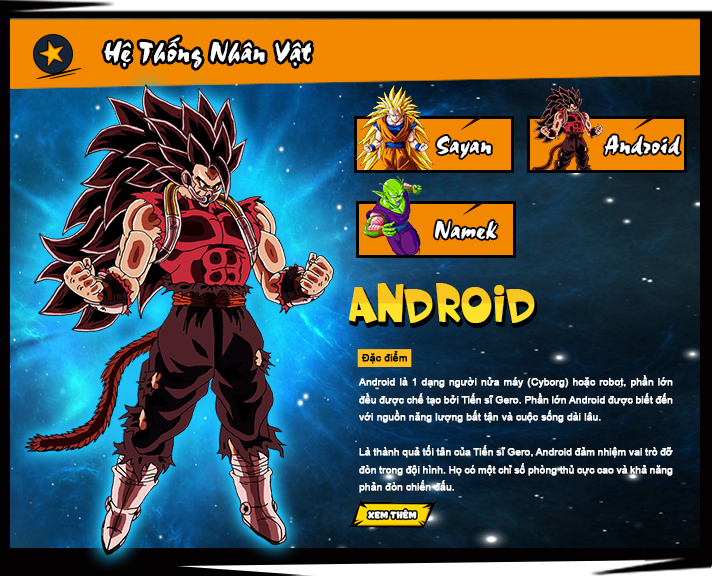 Hệ Thống Nhân Vật
Sayan
Android
Namek
ANDROiD
Đặc điểm
Android là 1 dạng người nửa máy (Cyborg) hoặc robot, phần lớn
đều được chế tạo bởi Tiến sĩ Gero. Phần lớn Android được biết đến
với nguồn năng lượng bất tận và cuộc sống dài lâu.
Là thành quả tối tân của Tiến sĩ Gero, Android đảm nhiệm vai trò đỡ
đòn trong đội hình. Họ có một chỉ số phòng thủ cực cao và khả năng
phản đòn chiến đấu.
XEM THÊM